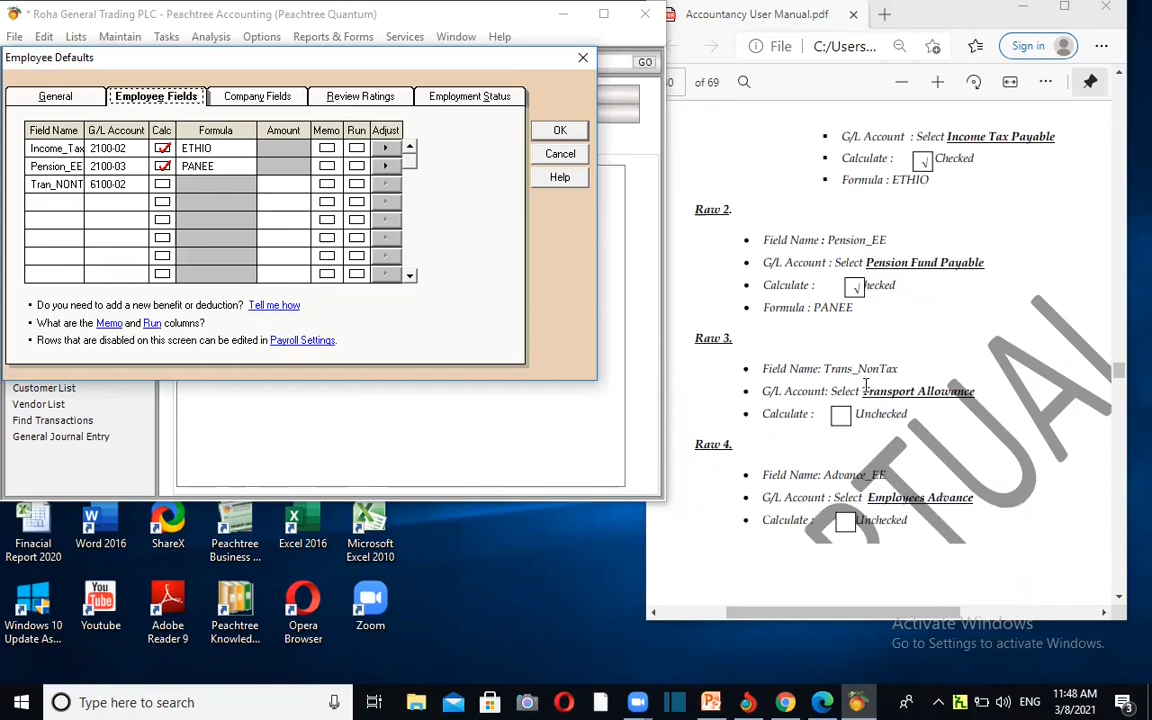 * Roha General Trading PLC - Peachtree Accounting (Peachtree Quantum)
File Edit Lists Maintain Tasks Analysis Options Reports & Forms Services Window Help
GO
Employee Defaults
General Employee Fields Company Fields Review Ratings Employment Status
Field Name G/L Account Calc Formula Amount Memo Run Adjust
Income_Tax 2100-02 ETHIO
Pension_EE 2100-03 PANEE
Tran_NONT 6100-02
OK
Cancel
Help
• Do you need to add a new benefit or deduction? Tell me how
• What are the Memo and Run columns?
• Rows that are disabled on this screen can be edited in Payroll Settings.
Customer List
Vendor List
Find Transactions
General Journal Entry
Accountancy User Manual.pdf
File C:/Users... Sign in
of 69
G/L Account : Select Income Tax Payable
Calculate : √ Checked
Formula : ETHIO
Raw 2.
• Field Name : Pension_EE
• G/L Account : Select Pension Fund Payable
• Calculate : √ hecked
• Formula : PANEE
Raw 3.
• Field Name: Trans_NonTax
• G/L Account: Select Transport Allowance
• Calculate : Unchecked
Raw 4.
• Field Name: Advance_EE
• G/L Account : Select Employees Advance
• Calculate : Unchecked
PTUAL
Finacial Report 2020
Word 2016
ShareX
Peachtree Business ...
Excel 2016
Microsoft Excel 2010
Windows 10 Update As...
You Tube
Youtube
Adobe Reader 9
Peachtree Knowled...
Opera Browser
Zoom
Activate Windows
Go to Settings to activate Windows.
Type here to search
ENG
11:48 AM
3/8/2021
3